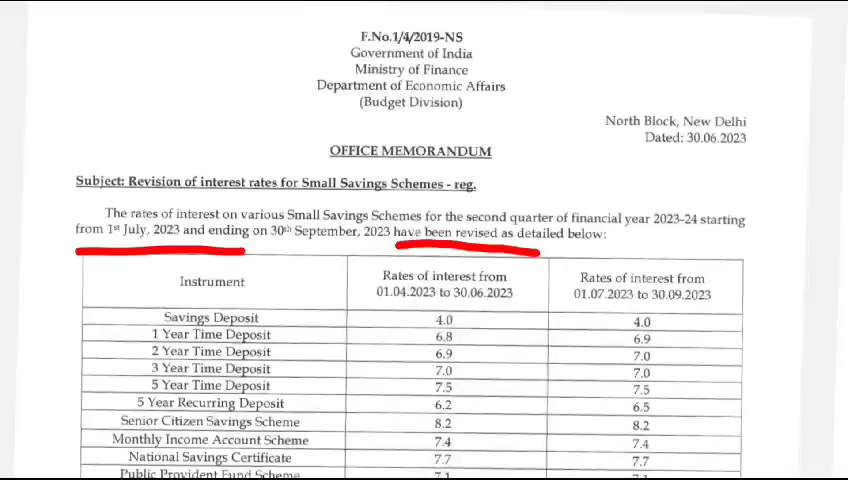 F.No.1/4/2019-NS
Government of India
Ministry of Finance
Department of Economic Affairs
(Budget Division)
North Block, New Delhi
Dated: 30.06.2023
OFFICE MEMORANDUM
Subject: Revision of interest rates for Small Savings Schemes - reg.
The rates of interest on various Small Savings Schemes for the second quarter of financial year 2023-24 starting
from 1st July, 2023 and ending on 30th September, 2023 have been revised as detailed below:
Instrument
Rates of interest from
01.04.2023 to 30.06.2023
Rates of interest from
01.07.2023 to 30.09.2023
Savings Deposit 4.0 4.0
1 Year Time Deposit 6.8 6.9
2 Year Time Deposit 6.9 7.0
3 Year Time Deposit 7.0 7.0
5 Year Time Deposit 7.5 7.5
5 Year Recurring Deposit 6.2 6.5
Senior Citizen Savings Scheme 8.2 8.2
Monthly Income Account Scheme 7.4 7.4
National Savings Certificate 7.7 7.7
Public Provident Fund Scheme 7.1 7.1